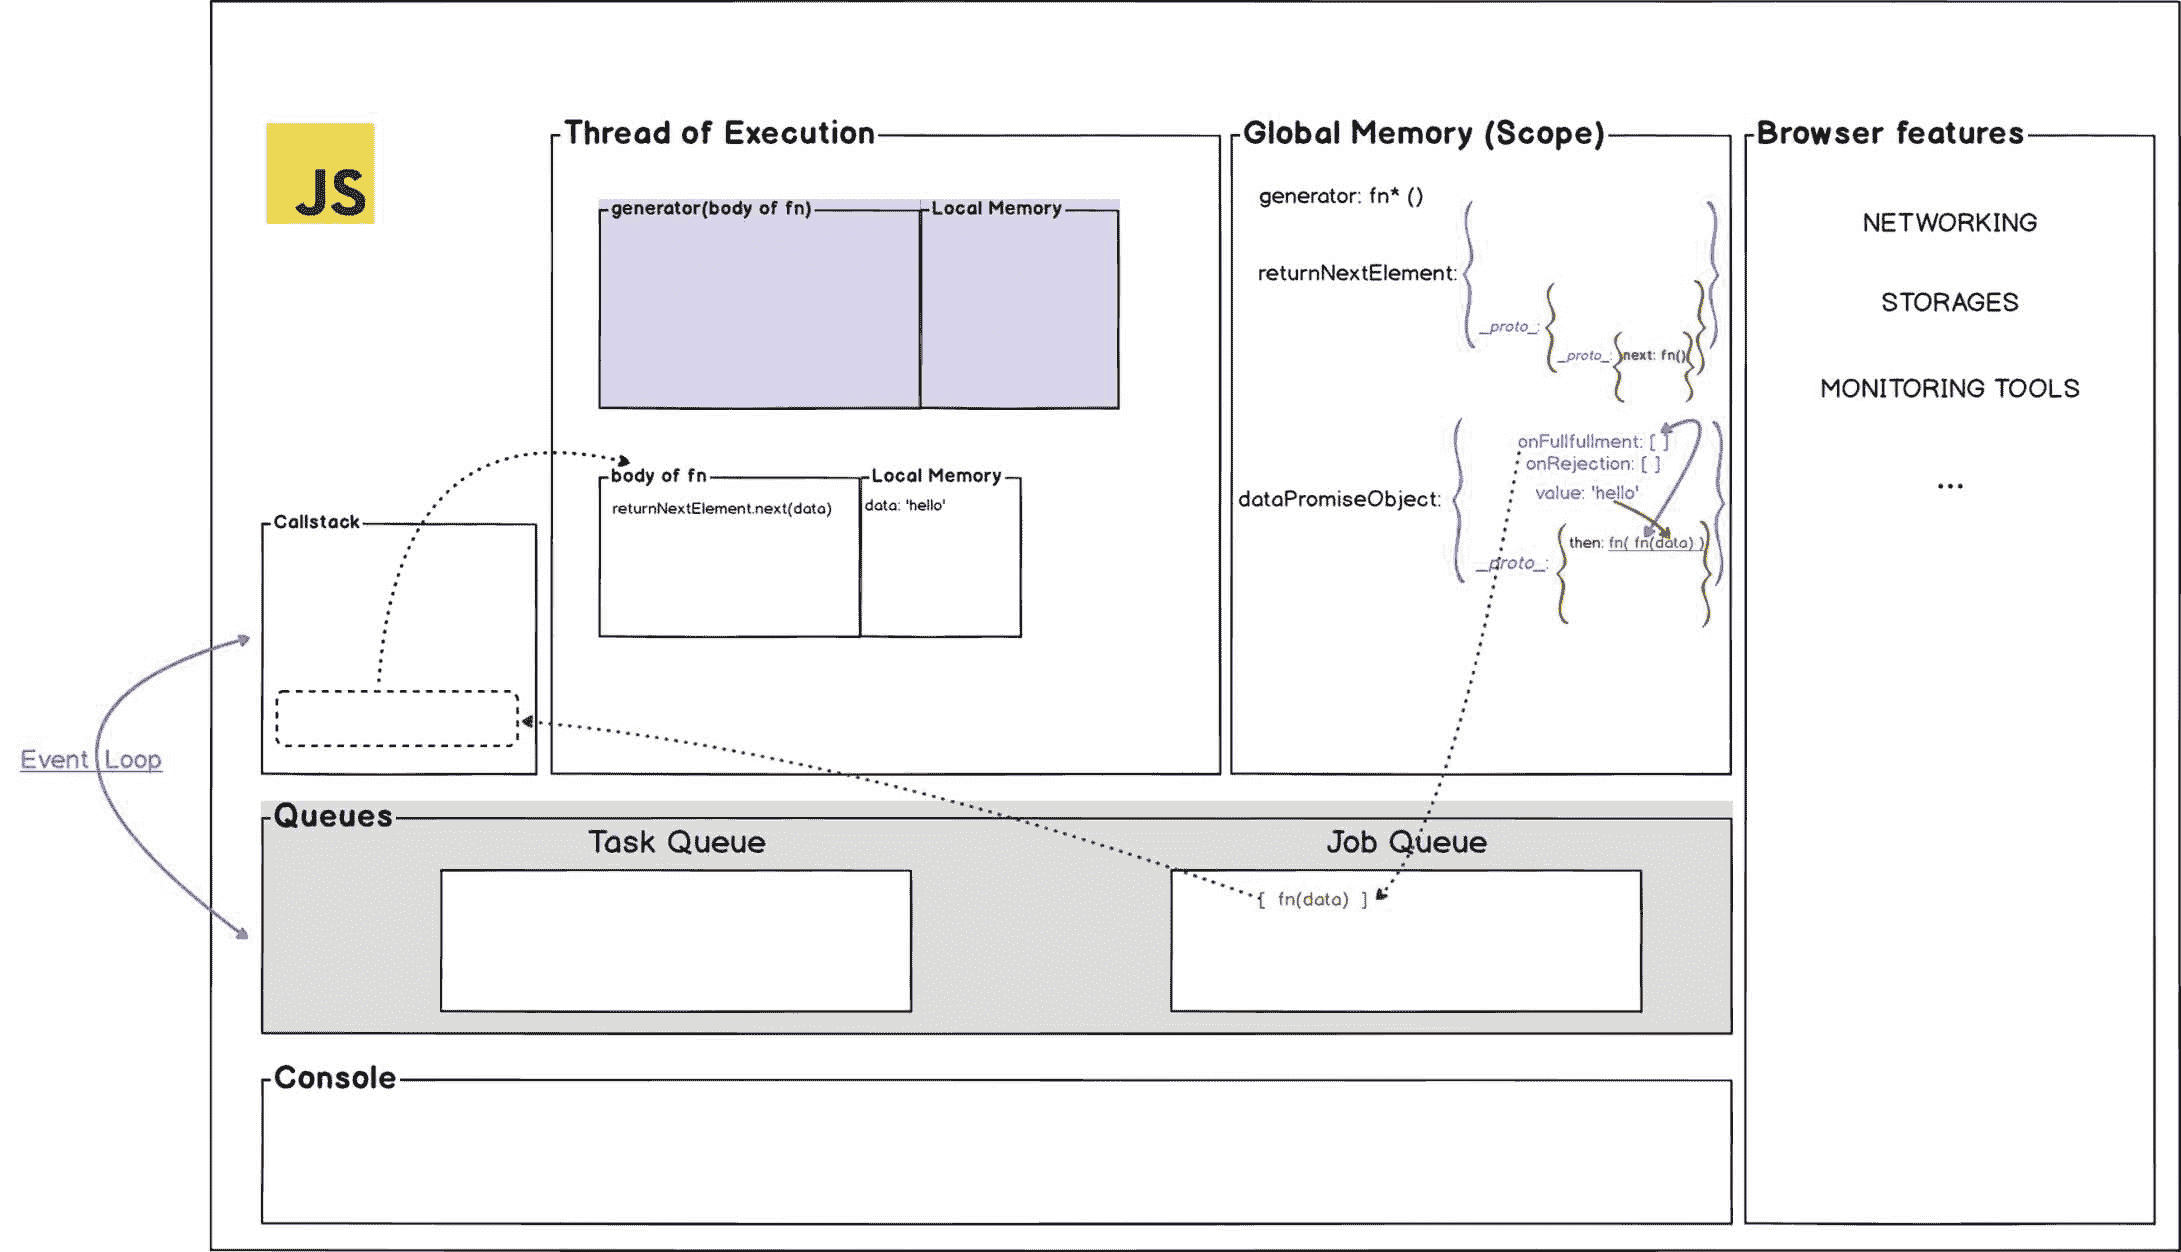 JS
Thread of Execution
generator(body of fn)
Local Memory
body of fn
Local Memory
returnNextElement.next(data)
data: 'hello'
Global Memory (Scope)
generator: fn* ()
returnNextElement:
_proto_:
_proto_:
next: fn()
onFullfullment: [ ]
onRejection: [ ]
value: 'hello'
dataPromiseObject:
then: fn( fn(data) )
_proto_:
Browser features
NETWORKING
STORAGES
MONITORING TOOLS
...
Callstack
Event Loop
Queues
Task Queue
Job Queue
[ fn(data) ]
Console